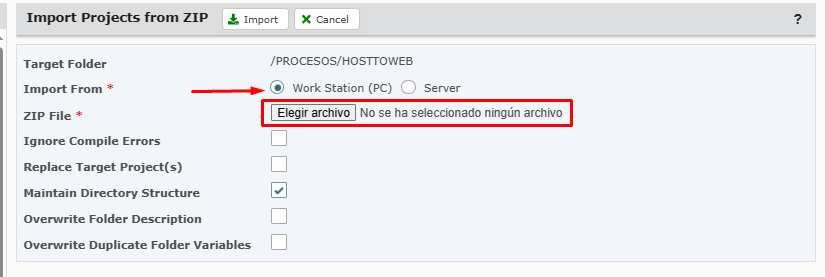 Import Projects from ZIP Import Cancel ?
Target Folder /PROCESOS/HOSTTOWEB
Import From * Work Station (PC) Server
ZIP File * Elegir archivo No se ha seleccionado ningún archivo
Ignore Compile Errors
Replace Target Project(s)
Maintain Directory Structure
Overwrite Folder Description
Overwrite Duplicate Folder Variables